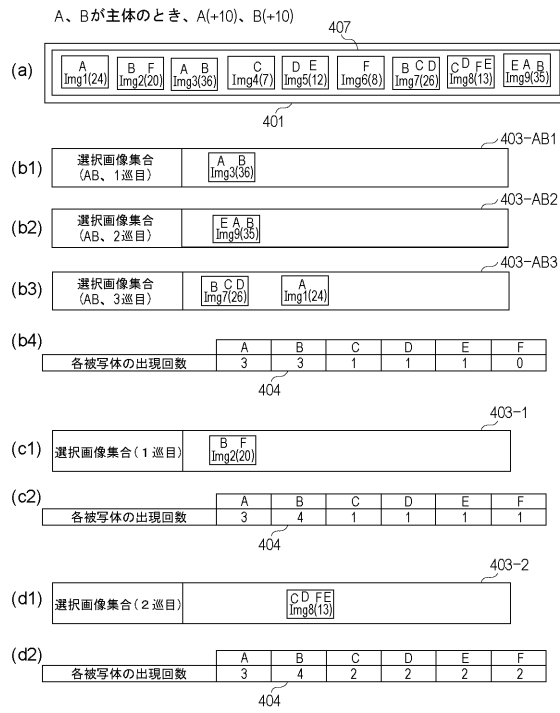 A、Bが主体のとき、A(+10)、B(+10)
407
(a)
A
Img1(24)
B F
Img2(20)
A B
Img3(36)
C
Img4(7)
D E
Img5(12)
F
Img6(8)
B C D
Img7(26)
C D F E
Img8(13)
E A B
Img9(35)
401
403-AB1
(b1) 選択画像集合
(AB、1巡目)
A B
Img3(36)
403-AB2
(b2) 選択画像集合
(AB、2巡目)
E A B
Img9(35)
403-AB3
(b3) 選択画像集合
(AB、3巡目)
B C D
Img7(26)
A
Img1(24)
(b4)
A B C D E F
各被写体の出現回数 3 3 1 1 1 0
404
403-1
(c1) 選択画像集合(1巡目)
B F
Img2(20)
(c2)
A B C D E F
各被写体の出現回数 3 4 1 1 1 1
404
403-2
(d1) 選択画像集合(2巡目)
C D F E
Img8(13)
(d2)
A B C D E F
各被写体の出現回数 3 4 2 2 2 2
404